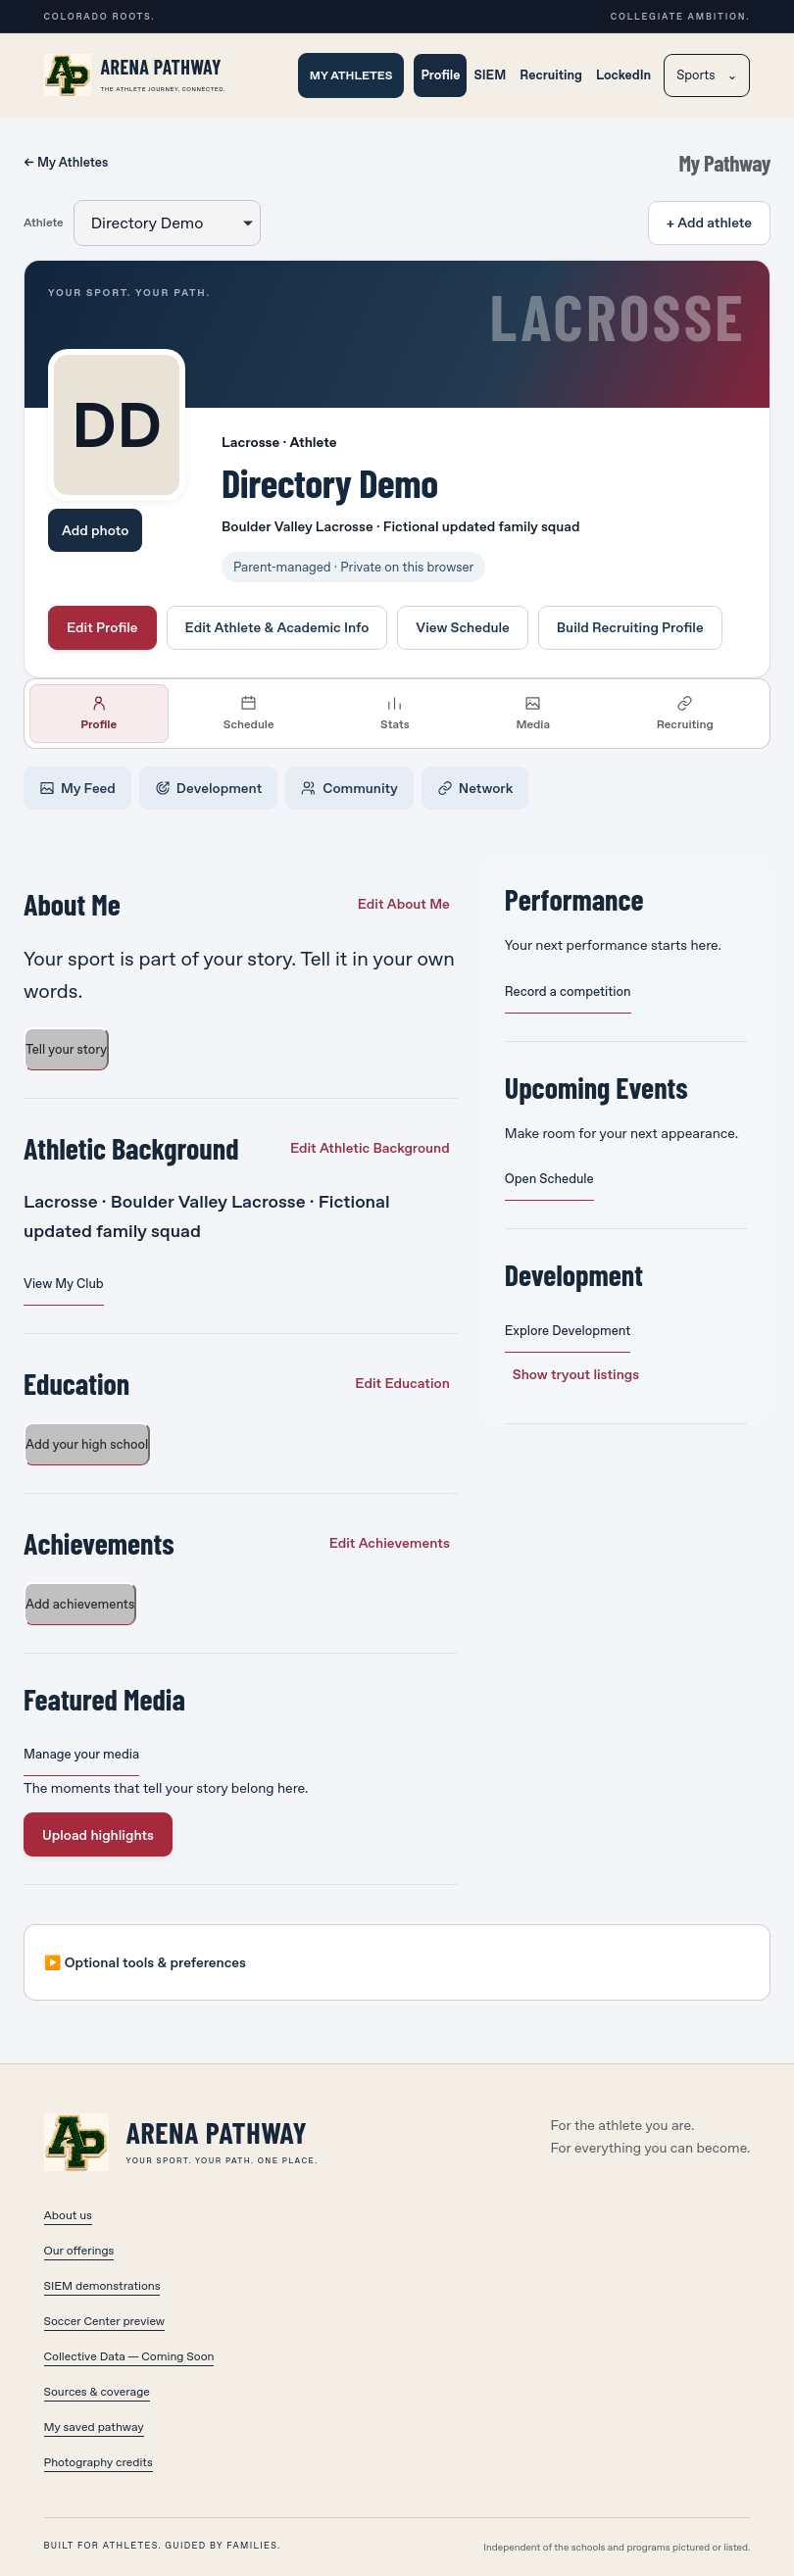 COLORADO ROOTS.
COLLEGIATE AMBITION.
AP
ARENA PATHWAY
THE ATHLETE JOURNEY, CONNECTED.
MY ATHLETES
Profile
SIEM
Recruiting
LockedIn
Sports
← My Athletes
My Pathway
Athlete
Directory Demo
+ Add athlete
YOUR SPORT. YOUR PATH.
LACROSSE
DD
Add photo
Lacrosse · Athlete
Directory Demo
Boulder Valley Lacrosse · Fictional updated family squad
Parent-managed · Private on this browser
Edit Profile
Edit Athlete & Academic Info
View Schedule
Build Recruiting Profile
Profile
Schedule
Stats
Media
Recruiting
My Feed
Development
Community
Network
About Me
Edit About Me
Your sport is part of your story. Tell it in your own
words.
Tell your story
Athletic Background
Edit Athletic Background
Lacrosse · Boulder Valley Lacrosse · Fictional
updated family squad
View My Club
Education
Edit Education
Add your high school
Achievements
Edit Achievements
Add achievements
Featured Media
Manage your media
The moments that tell your story belong here.
Upload highlights
Performance
Your next performance starts here.
Record a competition
Upcoming Events
Make room for your next appearance.
Open Schedule
Development
Explore Development
Show tryout listings
▶️ Optional tools & preferences
AP
ARENA PATHWAY
YOUR SPORT. YOUR PATH. ONE PLACE.
For the athlete you are.
For everything you can become.
About us
Our offerings
SIEM demonstrations
Soccer Center preview
Collective Data — Coming Soon
Sources & coverage
My saved pathway
Photography credits
BUILT FOR ATHLETES. GUIDED BY FAMILIES.
Independent of the schools and programs pictured or listed.